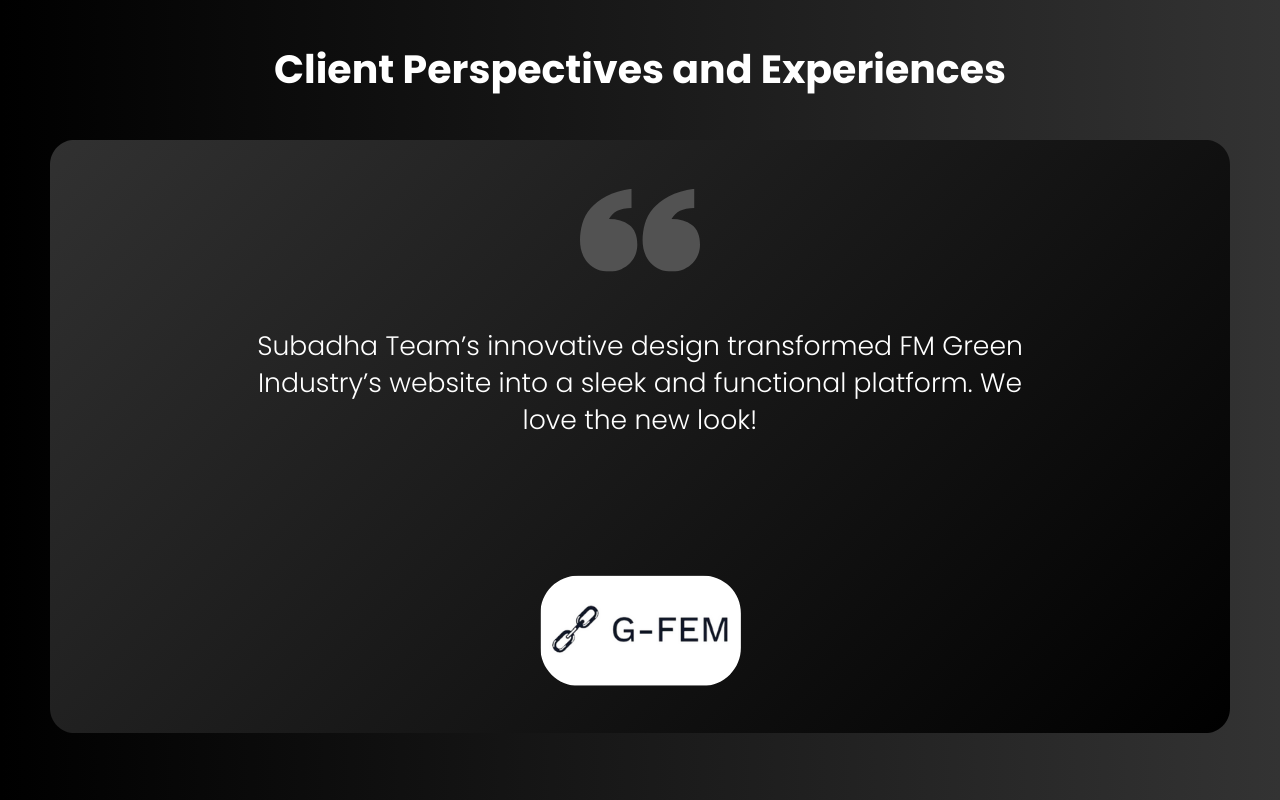 Client Perspectives and Experiences
Subadha Team’s innovative design transformed FM Green
Industry’s website into a sleek and functional platform. We
love the new look!
G-FEM